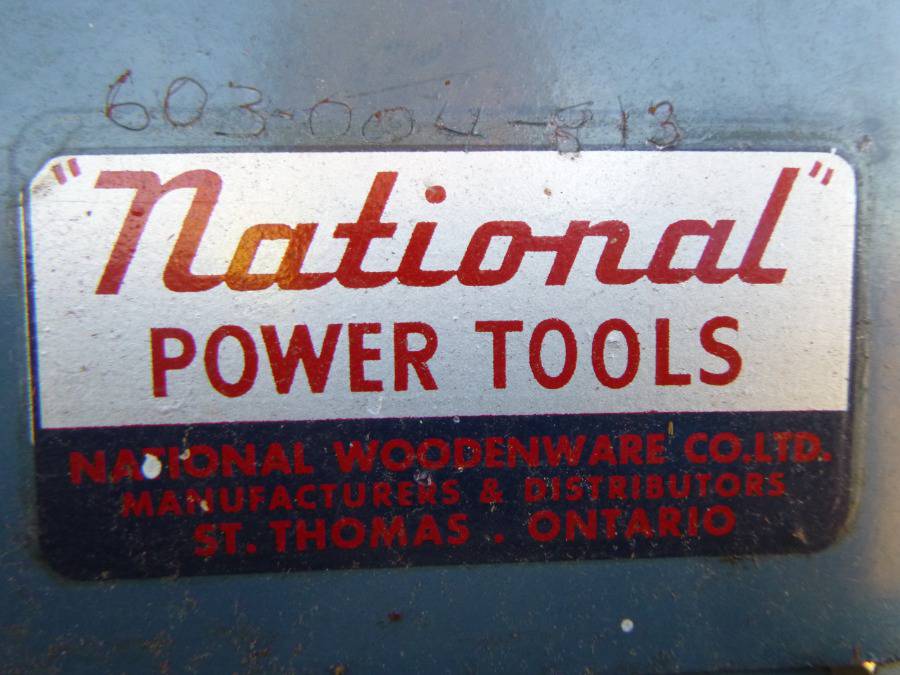 603-004-813
"National"
POWER TOOLS
NATIONAL WOODENWARE CO.LTD.
MANUFACTURERS & DISTRIBUTORS
ST. THOMAS . ONTARIO